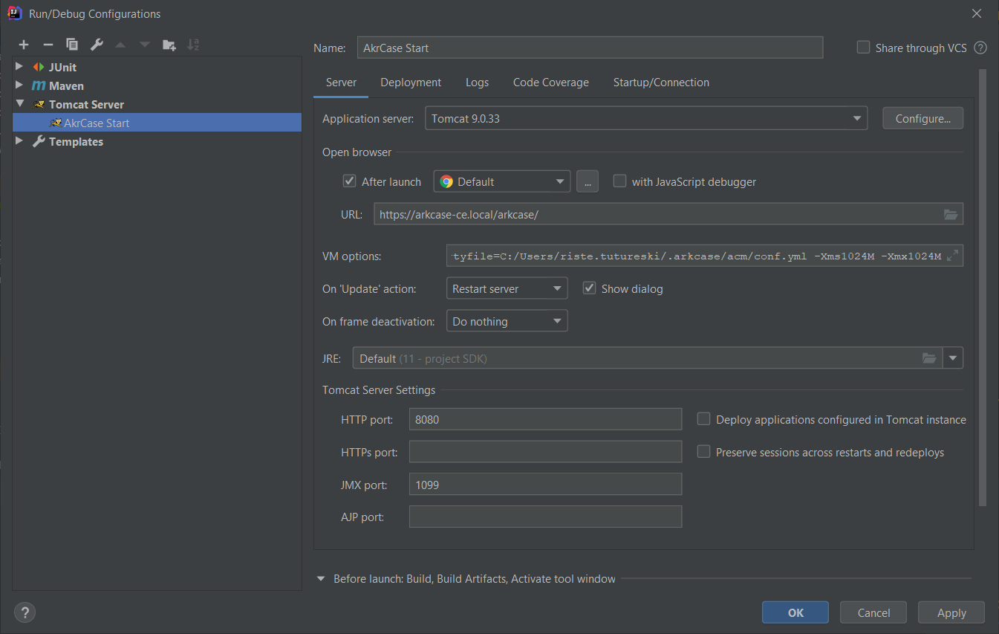 Run/Debug Configurations
JUnit
Maven
Tomcat Server
AkrCase Start
Templates
Name: AkrCase Start Share through VCS ?
Server Deployment Logs Code Coverage Startup/Connection
Application server: Tomcat 9.0.33 Configure...
Open browser
After launch Default ... with JavaScript debugger
URL: https://arkcase-ce.local/arkcase/
VM options: tyfile=C:/Users/riste.tutureski/.arkcase/acm/conf.yml -Xms1024M -Xmx1024M
On 'Update' action: Restart server Show dialog
On frame deactivation: Do nothing
JRE: Default (11 - project SDK)
Tomcat Server Settings
HTTP port: 8080 Deploy applications configured in Tomcat instance
HTTPs port: Preserve sessions across restarts and redeploys
JMX port: 1099
AJP port:
Before launch: Build, Build Artifacts, Activate tool window
? OK Cancel Apply